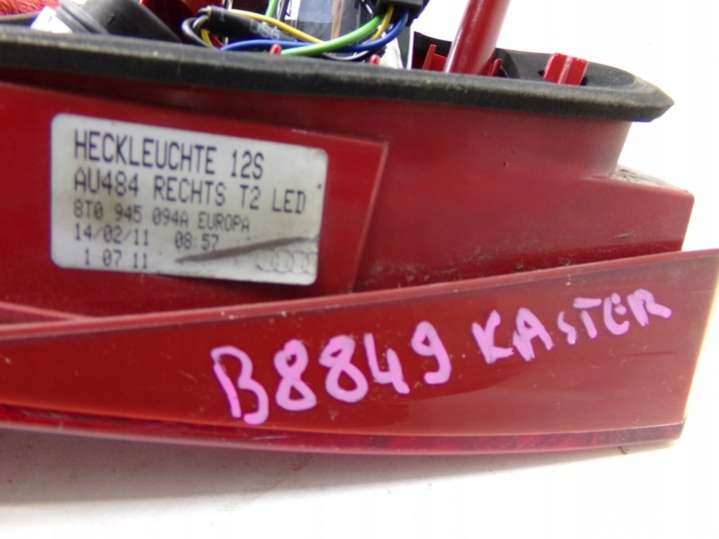 HECKLEUCHTE 12S
AU484 RECHTS T2 LED
8T0 945 094A EUROPA
14/02/11 08:57
1 07 11
B8849 KASTER